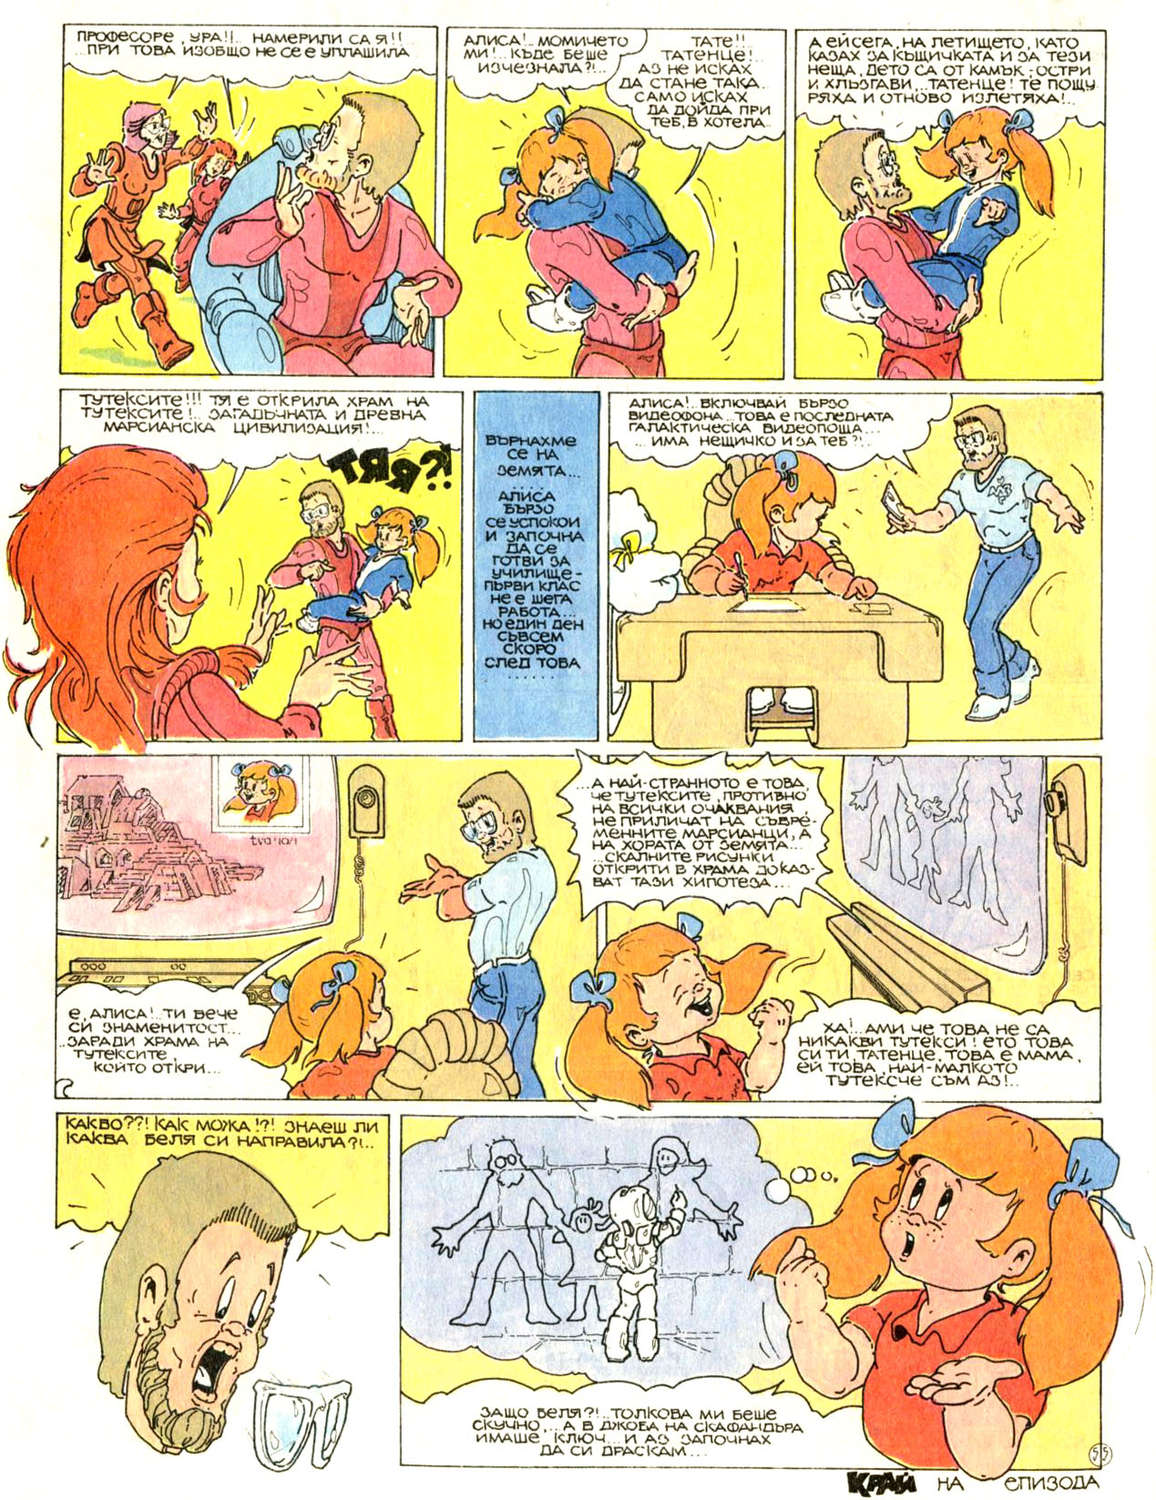 ПРОФЕСОРЕ, УРА!!.. НАМЕРИЛИ СА Я!!
...ПРИ ТОВА ИЗОБЩО НЕ СЕ Е УПЛАШИЛА...
АЛИСА!.. МОМИЧЕТО
МИ!.. КЪДЕ БЕШЕ
ИЗЧЕЗНАЛА?!...
ТАТЕ!!
ТАТЕНЦЕ!..
АЗ НЕ ИСКАХ
ДА СТАНЕ ТАКА.
САМО ИСКАХ
ДА ДОЙДА ПРИ
ТЕБ, В ХОТЕЛА...
А ЕЙ СЕГА, НА ЛЕТИЩЕТО, КАТО
КАЗАХ ЗА КЪЩИЧКАТА И ЗА ТЕЗИ
НЕЩА, ДЕТО СА ОТ КАМЪК; ОСТРИ
И ХЛЪЗГАВИ... ТАТЕНЦЕ! ТЕ ПОЩУ
РЯХА И ОТНОВО ИЗЛЕТЯХА!..
ТУТЕКСИТЕ!!! ТЯ Е ОТКРИЛА ХРАМ НА
ТУТЕКСИТЕ!.. ЗАГАДЪЧНАТА И ДРЕВНА
МАРСИАНСКА ЦИВИЛИЗАЦИЯ!...
ТЯЯ?!
ВЪРНАХМЕ
СЕ НА
ЗЕМЯТА...
......
АЛИСА
БЪРЗО
СЕ УСПОКОИ
И ЗАПОЧНА
ДА СЕ
ГОТВИ ЗА
УЧИЛИЩЕ -
ПЪРВИ КЛАС
НЕ Е ШЕГА
РАБОТА...
НО ЕДИН ДЕН
СЪВСЕМ
СКОРО
СЛЕД ТОВА
......
АЛИСА!.. ВКЛЮЧВАЙ БЪРЗО
ВИДЕОФОНА... ТОВА Е ПОСЛЕДНАТА
ГАЛАКТИЧЕСКА ВИДЕОПОЩА...
... ИМА НЕЩИЧКО И ЗА ТЕБ?!..
Е, АЛИСА!.. ТИ ВЕЧЕ
СИ ЗНАМЕНИТОСТ...
..ЗАРАДИ ХРАМА НА
ТУТЕКСИТЕ,
КОЙТО ОТКРИ...
...А НАЙ-СТРАННОТО Е ТОВА,
ЧЕ ТУТЕКСИТЕ, ПРОТИВНО
НА ВСИЧКИ ОЧАКВАНИЯ
НЕ ПРИЛИЧАТ НА СЪВРЕ-
МЕННИТЕ МАРСИАНЦИ, А
НА ХОРАТА ОТ ЗЕМЯТА...
...СКАЛНИТЕ РИСУНКИ,
ОТКРИТИ В ХРАМА ДОКАЗ-
ВАТ ТАЗИ ХИПОТЕЗА...
ХА!.. АМИ ЧЕ ТОВА НЕ СА
НИКАКВИ ТУТЕКСИ! ЕТО ТОВА
СИ ТИ, ТАТЕНЦЕ, ТОВА Е МАМА,
ЕЙ ТОВА, НАЙ-МАЛКОТО
ТУТЕКСЧЕ СЪМ АЗ!..
КАКВО??! КАК МОЖА!?! ЗНАЕШ ЛИ
КАКВА БЕЛЯ СИ НАПРАВИЛА?!...
ЗАЩО БЕЛЯ?!.. ТОЛКОВА МИ БЕШЕ
СКУЧНО,... А В ДЖОБА НА СКАФАНДЪРА
ИМАШЕ КЛЮЧ... И АЗ ЗАПОЧНАХ
ДА СИ ДРАСКАМ...
55
КРАЙ НА ЕПИЗОДА